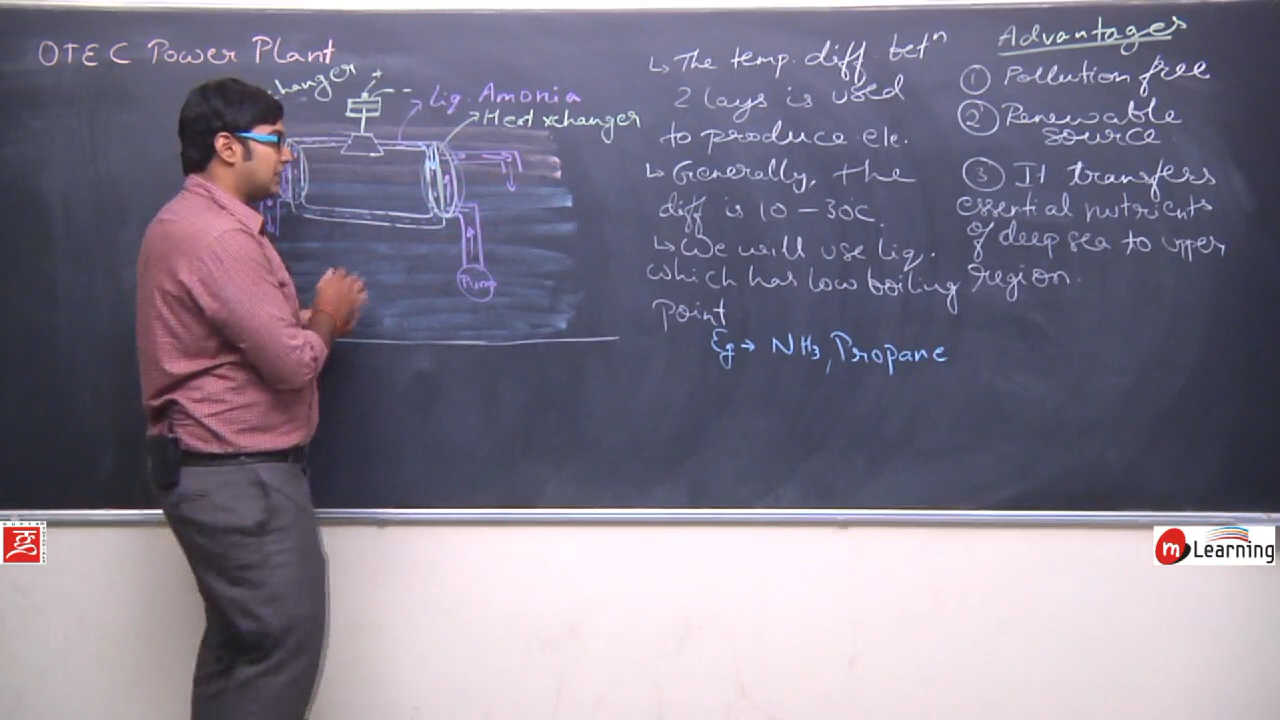 OTEC Power Plant
changer
+ -
Liq. Amonia
Heat xchanger
Pump
↳ The temp. diff. betⁿ
2 lays is used
to produce ele.
↳ Generally, the
diff is 10 – 30c
↳ We will use liq.
which has low boiling
point
Eg → NH3, Propane
Advantages
① Pollution free
② Renewable
source
③ It transfers
essential nutrients
of deep sea to upper
region.
m Learning